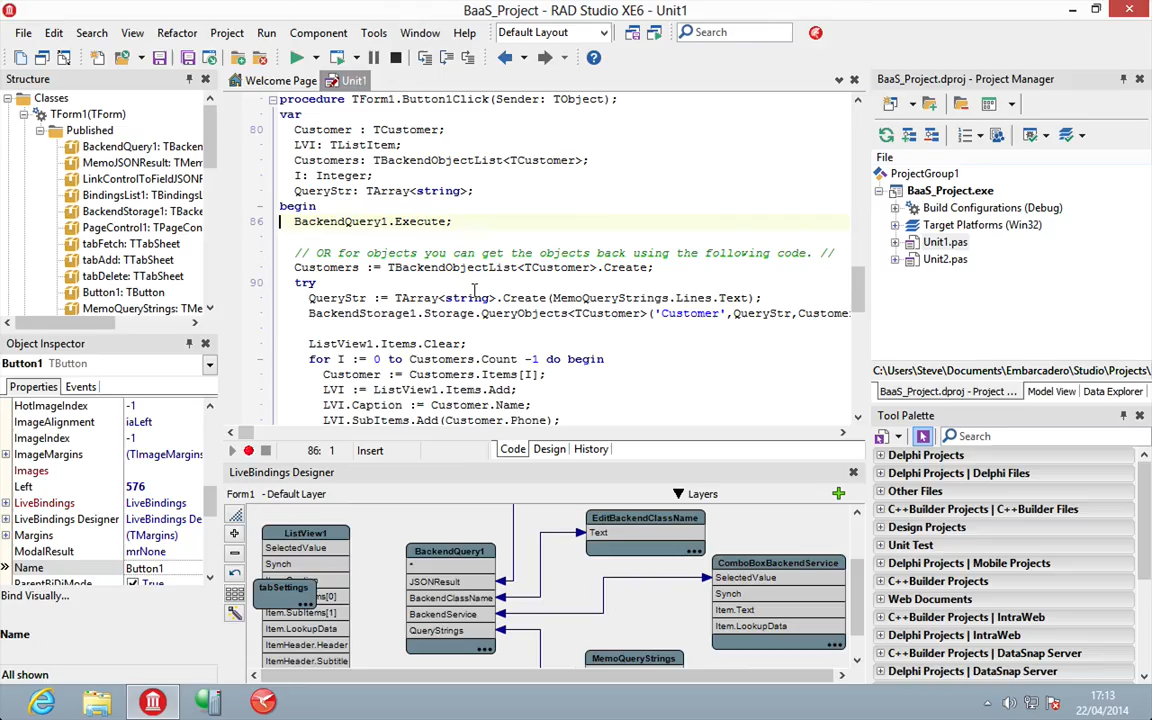 BaaS_Project - RAD Studio XE6 - Unit1
File Edit Search View Refactor Project Run Component Tools Window Help
Default Layout
Search
Structure
Welcome Page
Unit1
Classes
TForm1(TForm)
Published
BackendQuery1: TBacken
MemoJSONResult: TMem
LinkControlToFieldJSONR
BindingsList1: TBindingsL
BackendStorage1: TBacke
PageControl1: TPageCon
tabFetch: TTabSheet
tabAdd: TTabSheet
tabDelete: TTabSheet
Button1: TButton
MemoQueryStrings: TMe
Object Inspector
Button1 TButton
Properties Events
HotImageIndex -1
ImageAlignment iaLeft
ImageIndex -1
ImageMargins (TImageMargins
Images
Left 576
LiveBindings LiveBindings
LiveBindings Designer LiveBindings De
Margins (TMargins)
ModalResult mrNone
Name Button1
ParentBiDiMode True
Bind Visually...
Name
All shown
procedure TForm1.Button1Click(Sender: TObject);
var
80 Customer : TCustomer;
LVI: TListItem;
Customers: TBackendObjectList<TCustomer>;
I: Integer;
QueryStr: TArray<string>;
begin
86 BackendQuery1.Execute;
// OR for objects you can get the objects back using the following code. //
Customers := TBackendObjectList<TCustomer>.Create;
90 try
QueryStr := TArray<string>.Create(MemoQueryStrings.Lines.Text);
BackendStorage1.Storage.QueryObjects<TCustomer>('Customer',QueryStr,Custome
ListView1.Items.Clear;
for I := 0 to Customers.Count -1 do begin
Customer := Customers.Items[I];
LVI := ListView1.Items.Add;
LVI.Caption := Customer.Name;
LVI.SubItems.Add(Customer.Phone);
86: 1 Insert
Code Design History
LiveBindings Designer
Form1 - Default Layer
Layers
ListView1
SelectedValue
Synch
tabSettings
Item.SubItems[1]
Item.LookupData
ItemHeader.Header
ItemHeader.Subtitle
BackendQuery1
*
JSONResult
BackendClassName
BackendService
QueryStrings
EditBackendClassName
Text
ComboBoxBackendService
SelectedValue
Synch
Item.Text
Item.LookupData
MemoQueryStrings
BaaS_Project.dproj - Project Manager
File
ProjectGroup1
BaaS_Project.exe
Build Configurations (Debug)
Target Platforms (Win32)
Unit1.pas
Unit2.pas
C:\Users\Steve\Documents\Embarcadero\Studio\Projects\
BaaS_Project.dproj - Project ... Model View Data Explorer
Tool Palette
Search
Delphi Projects
Delphi Projects | Delphi Files
Other Files
C++Builder Projects | C++Builder Files
Design Projects
Unit Test
Delphi Projects | Mobile Projects
C++Builder Projects
Web Documents
C++Builder Projects | IntraWeb
Delphi Projects | IntraWeb
C++Builder Projects | DataSnap Server
Delphi Projects | DataSnap Server
17:13
22/04/2014